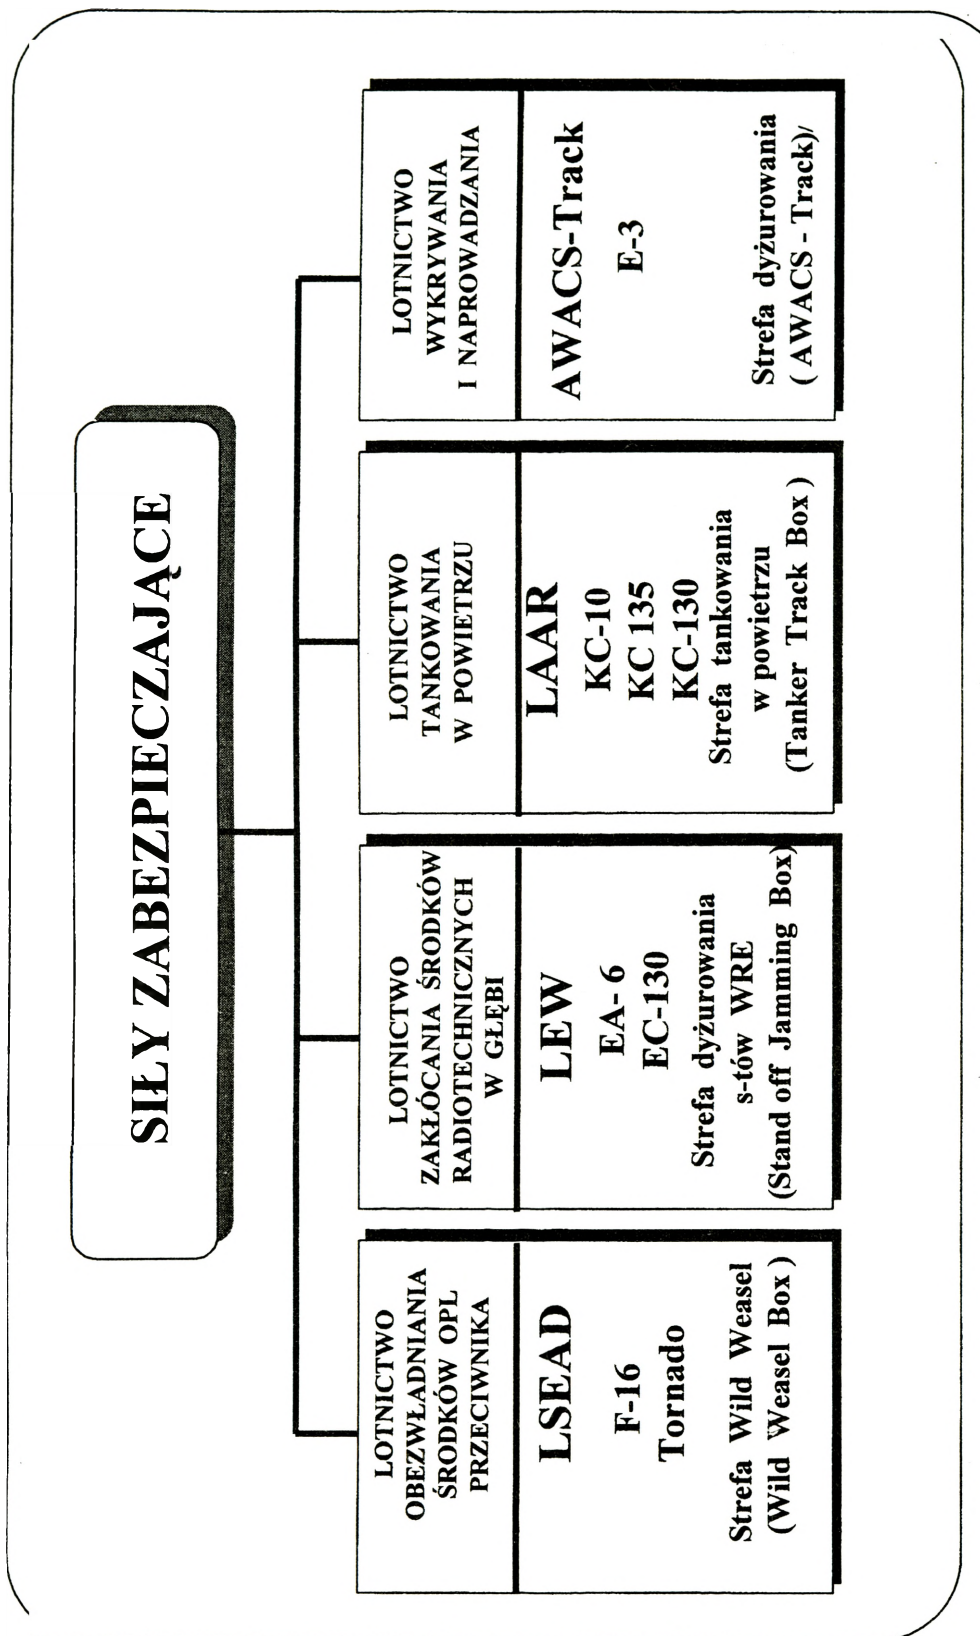 SIŁY ZABEZPIECZAJĄCE
LOTNICTWO
OBEZWŁADNIANIA
ŚRODKÓW OPL
PRZECIWNIKA
LSEAD
F-16
Tornado
Strefa Wild Weasel
(Wild Weasel Box )
LOTNICTWO
ZAKŁÓCANIA ŚRODKÓW
RADIOTECHNICZNYCH
W GŁĘBI
LEW
EA- 6
EC-130
Strefa dyżurowania
s-tów WRE
(Stand off Jamming Box)
LOTNICTWO
TANKOWANIA
W POWIETRZU
LAAR
KC-10
KC 135
KC-130
Strefa tankowania
w powietrzu
(Tanker Track Box )
LOTNICTWO
WYKRYWANIA
I NAPROWADZANIA
AWACS-Track
E-3
Strefa dyżurowania
( AWACS - Track)/